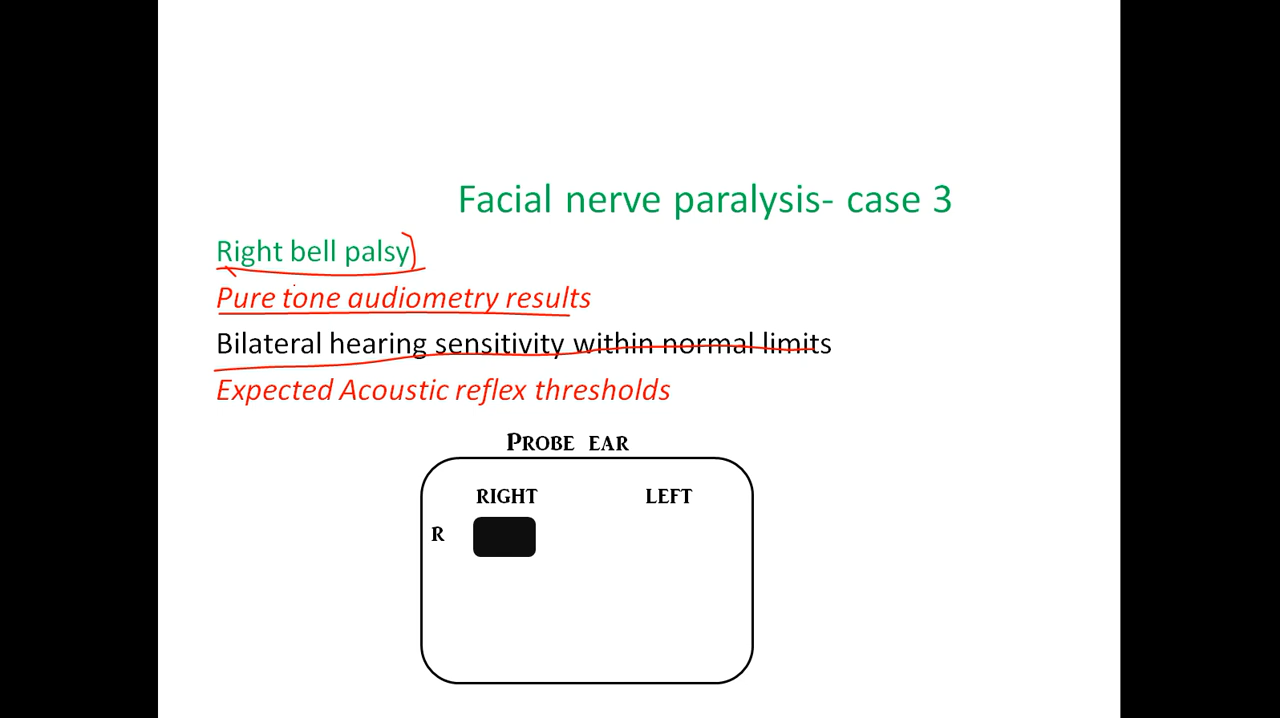 Facial nerve paralysis- case 3
Right bell palsy
Pure tone audiometry results
Bilateral hearing sensitivity within normal limits
Expected Acoustic reflex thresholds
PROBE EAR
RIGHT LEFT
R